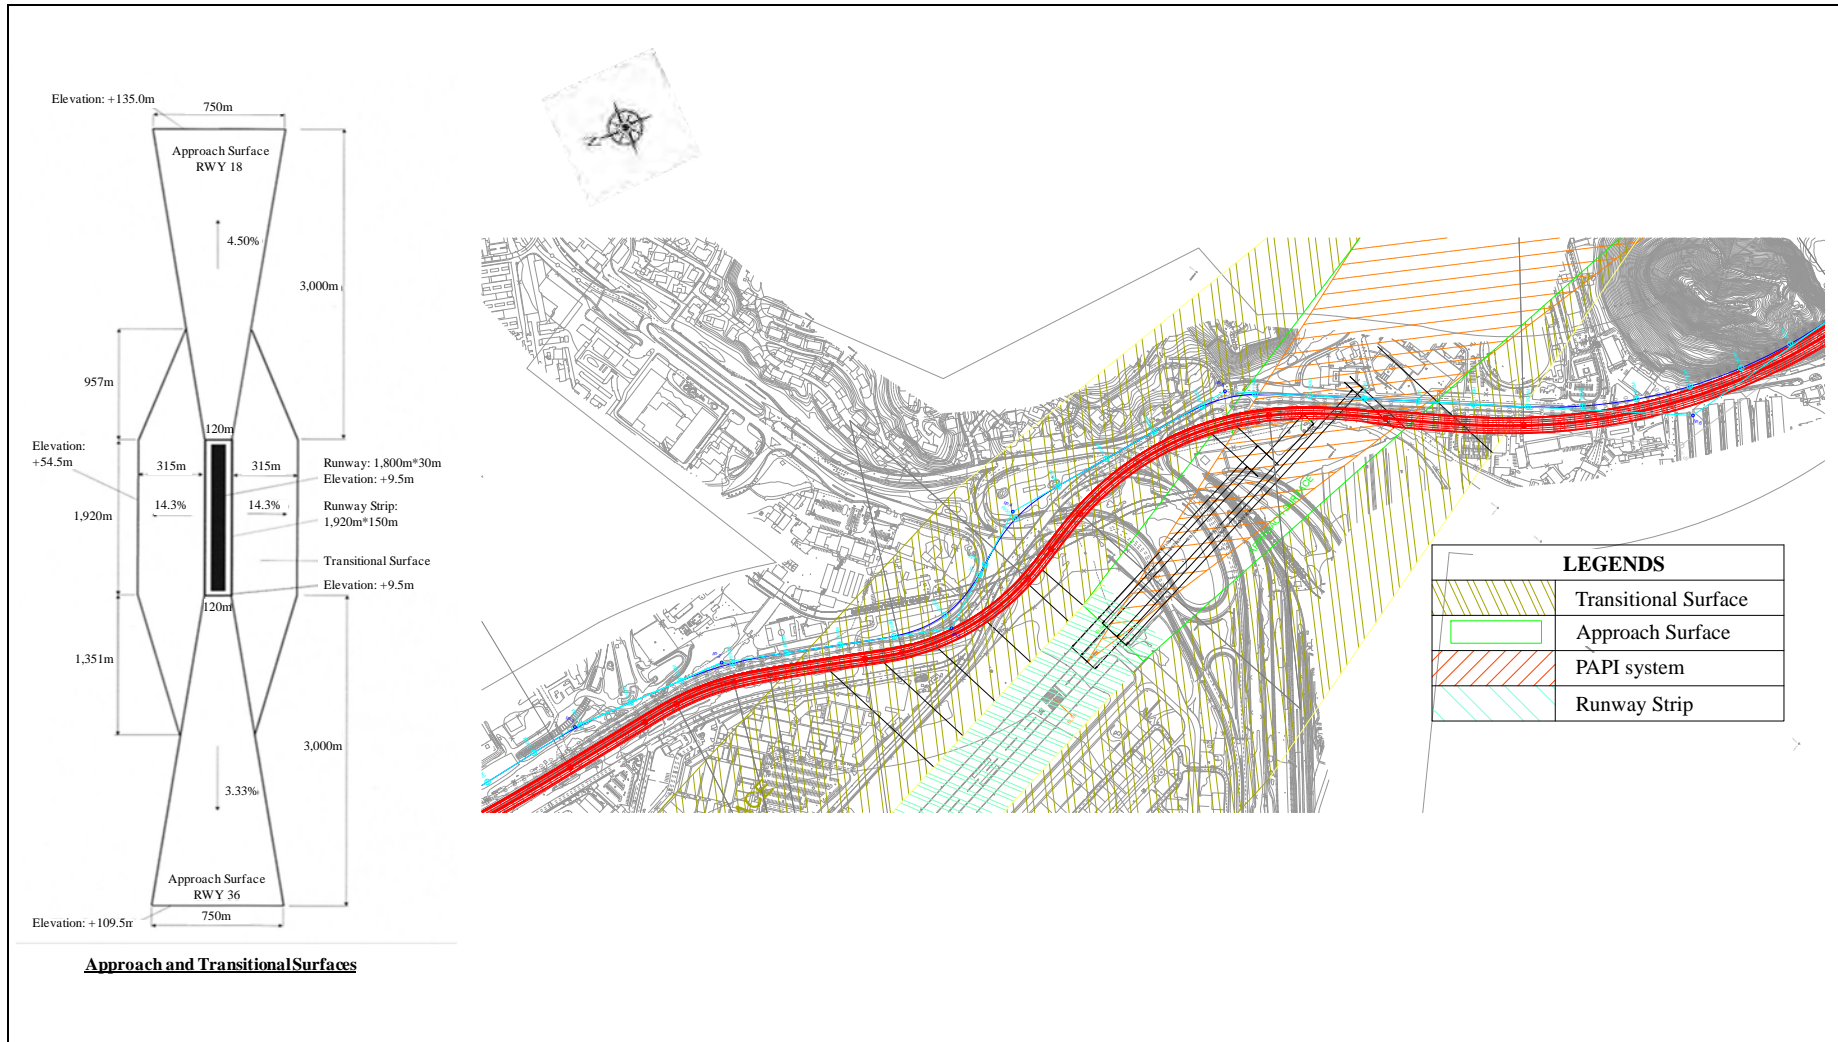 Elevation: +135.0m
750m
Approach Surface
RWY 18
4.50%
3,000m
957m
120m
Elevation:
+54.5m
315m
315m
Runway: 1,800m*30m
Elevation: +9.5m
14.3%
14.3%
Runway Strip:
1,920m*150m
1,920m
Transitional Surface
Elevation: +9.5m
120m
1,351m
3,000m
3.33%
Approach Surface
RWY 36
Elevation: +109.5m
750m
Approach and Transitional Surfaces
LEGENDS
Transitional Surface
Approach Surface
PAPI system
Runway Strip